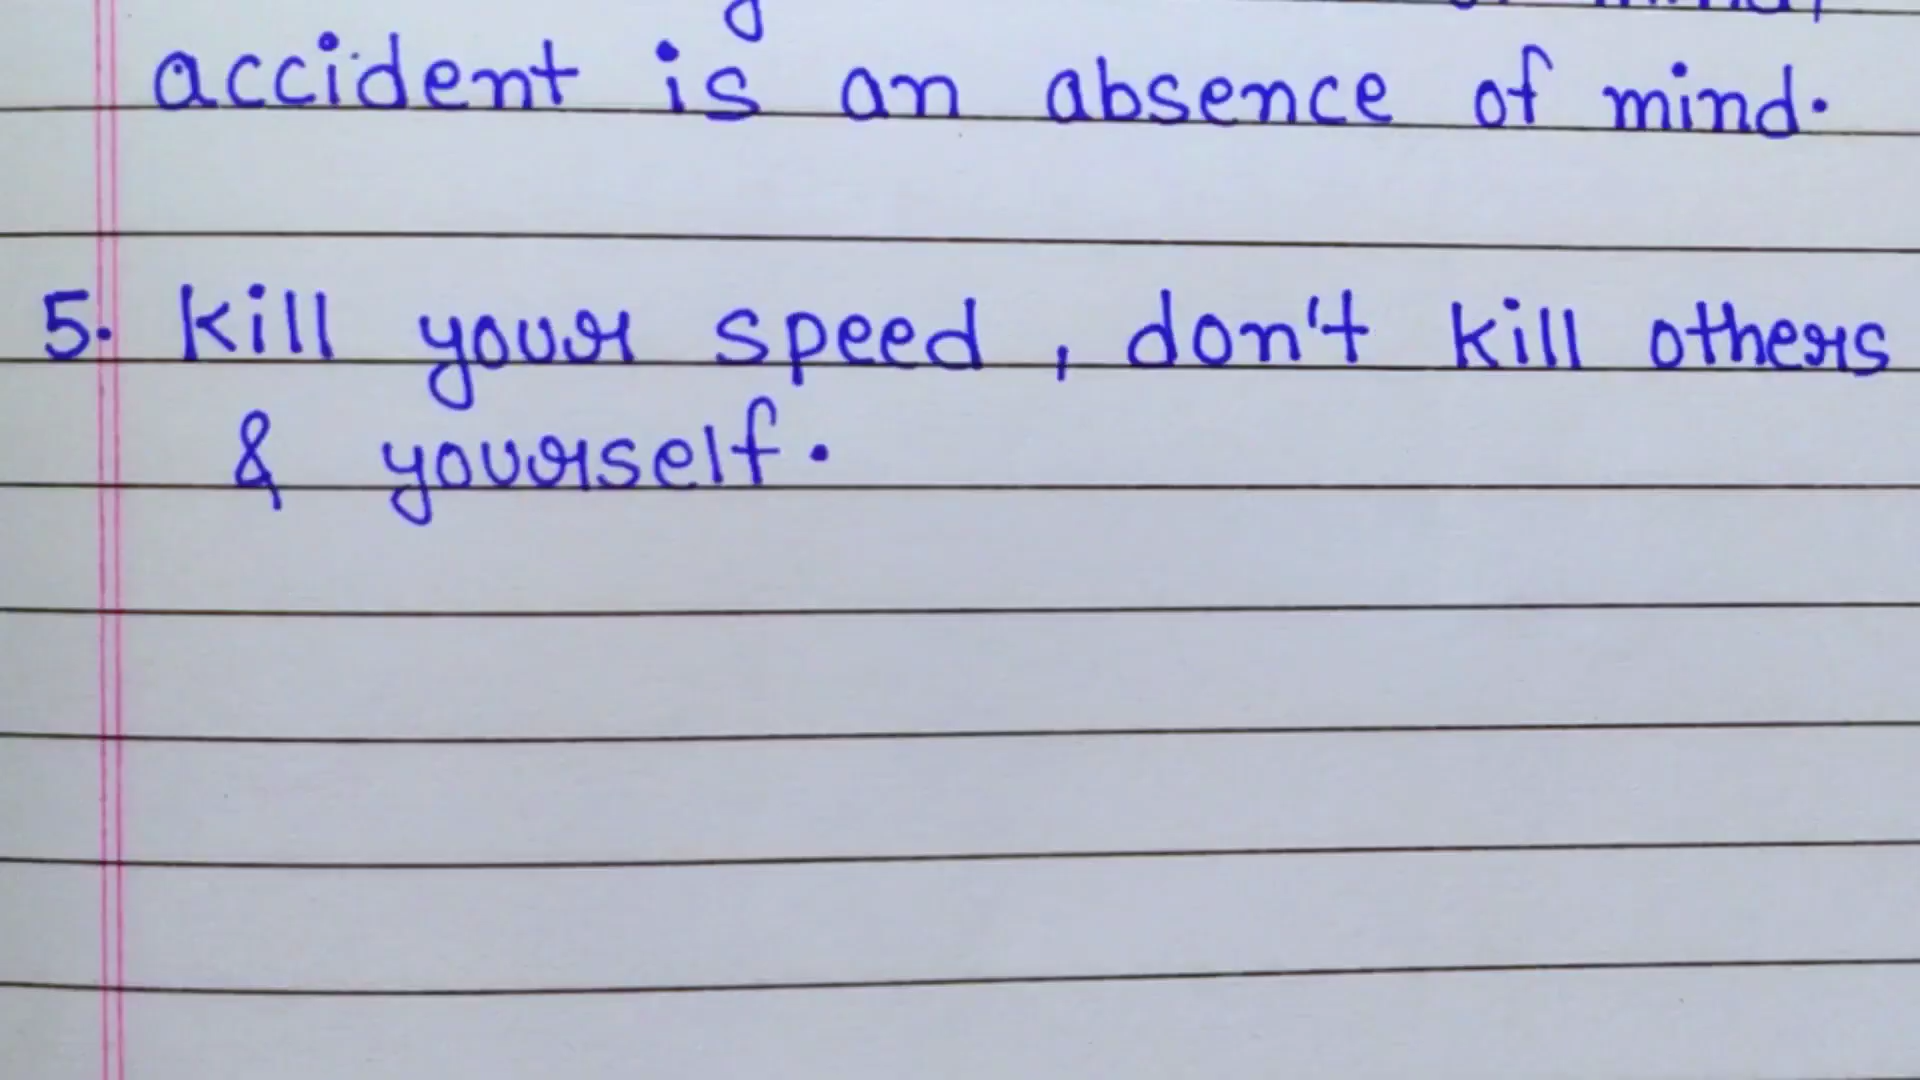 accident is an absence of mind.
5. Kill your speed, don't kill others
& yourself.